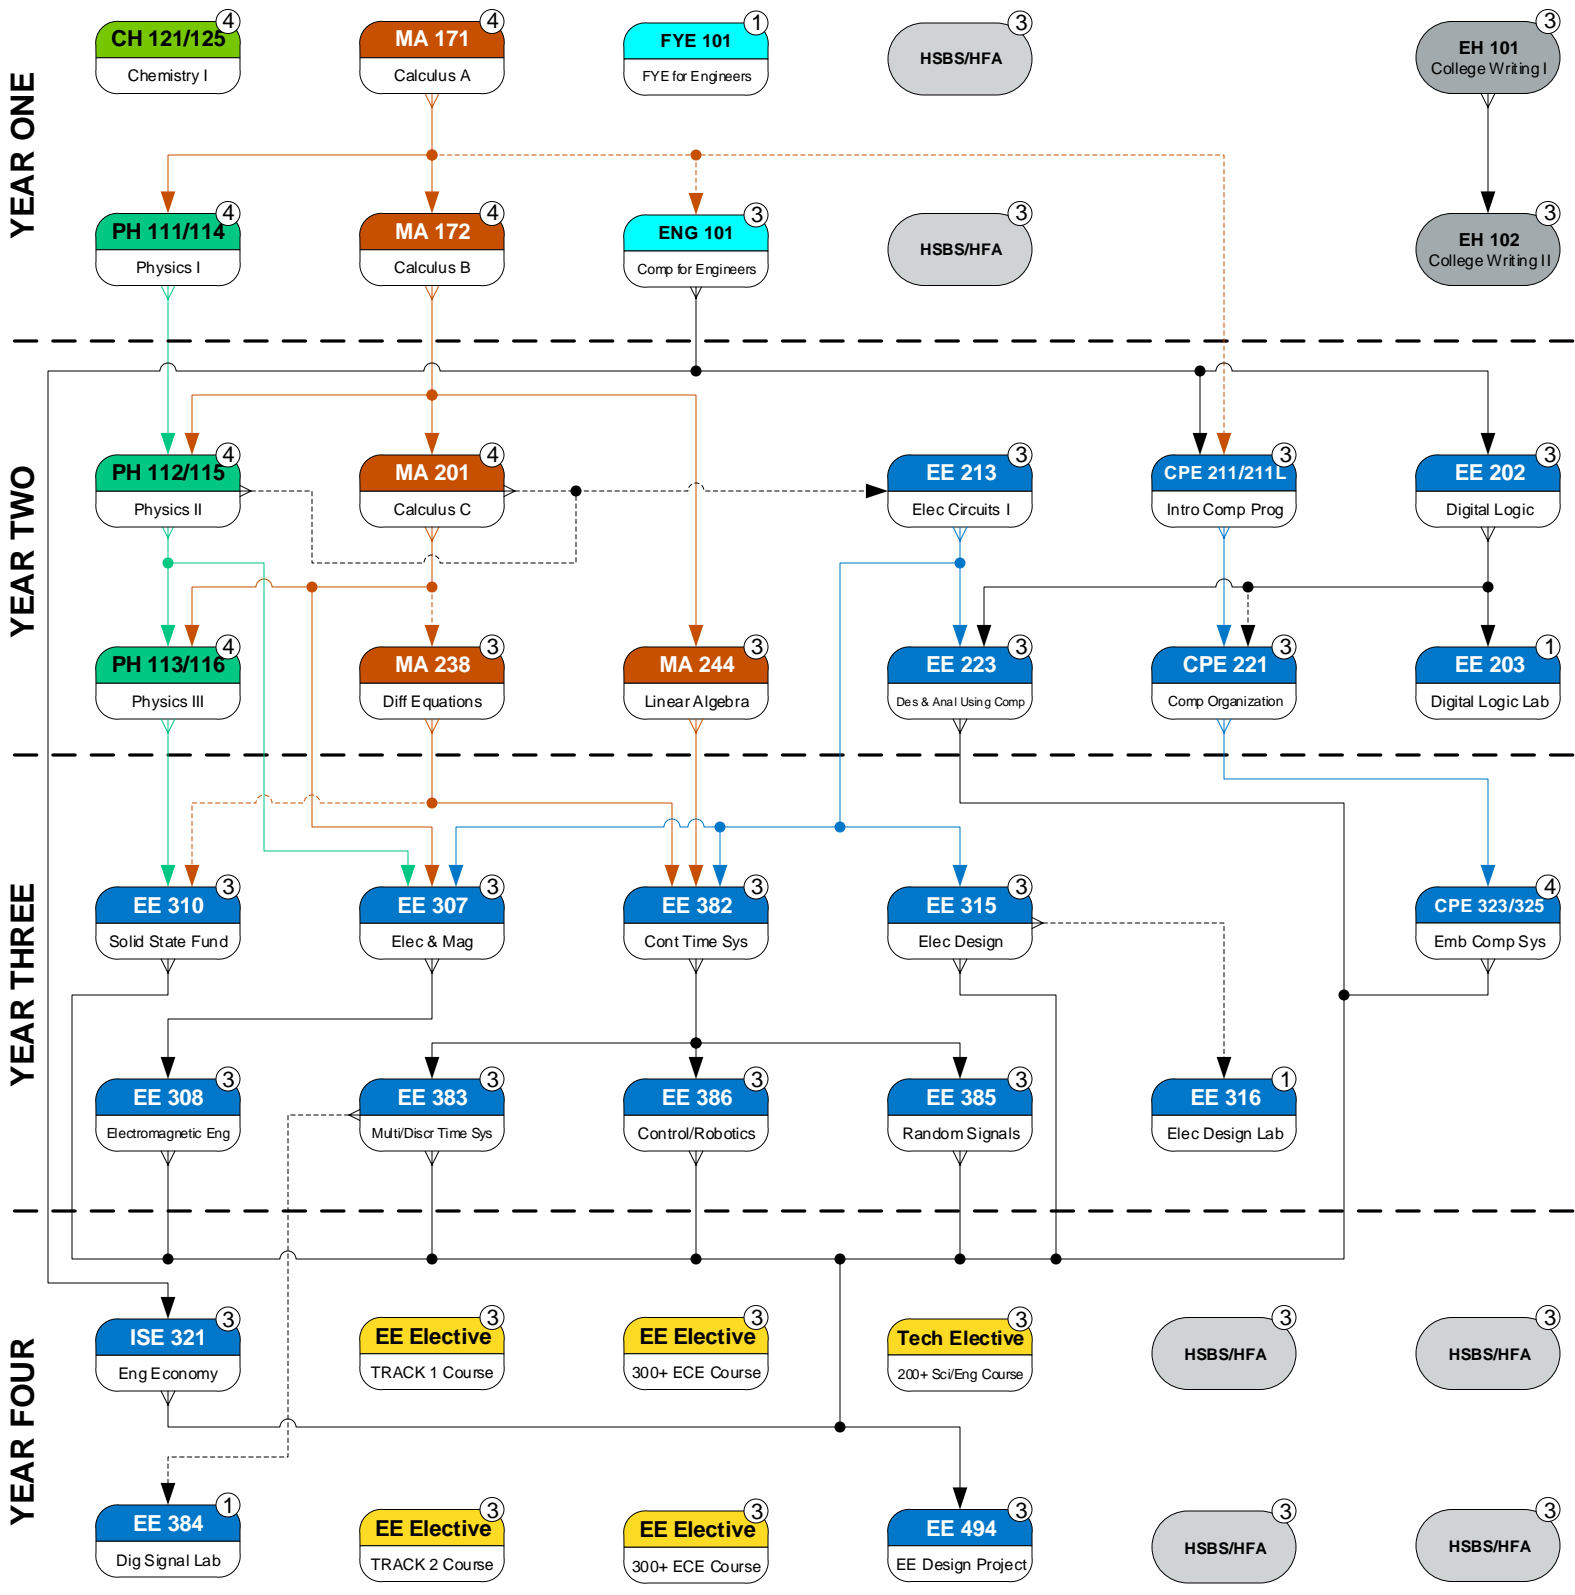 YEAR ONE
4
CH 121/125
Chemistry I
4
MA 171
Calculus A
1
FYE 101
FYE for Engineers
3
HSBS/HFA
3
EH 101
College Writing I
4
PH 111/114
Physics I
4
MA 172
Calculus B
3
ENG 101
Comp for Engineers
3
HSBS/HFA
3
EH 102
College Writing II
YEAR TWO
4
PH 112/115
Physics II
4
MA 201
Calculus C
3
EE 213
Elec Circuits I
3
CPE 211/211L
Intro Comp Prog
3
EE 202
Digital Logic
4
PH 113/116
Physics III
3
MA 238
Diff Equations
3
MA 244
Linear Algebra
3
EE 223
Des & Anal Using Comp
3
CPE 221
Comp Organization
1
EE 203
Digital Logic Lab
YEAR THREE
3
EE 310
Solid State Fund
3
EE 307
Elec & Mag
3
EE 382
Cont Time Sys
3
EE 315
Elec Design
4
CPE 323/325
Emb Comp Sys
3
EE 308
Electromagnetic Eng
3
EE 383
Multi/Discr Time Sys
3
EE 386
Control/Robotics
3
EE 385
Random Signals
1
EE 316
Elec Design Lab
YEAR FOUR
3
ISE 321
Eng Economy
3
EE Elective
TRACK 1 Course
3
EE Elective
300+ ECE Course
3
Tech Elective
200+ Sci/Eng Course
3
HSBS/HFA
3
HSBS/HFA
1
EE 384
Dig Signal Lab
3
EE Elective
TRACK 2 Course
3
EE Elective
300+ ECE Course
3
EE 494
EE Design Project
3
HSBS/HFA
3
HSBS/HFA